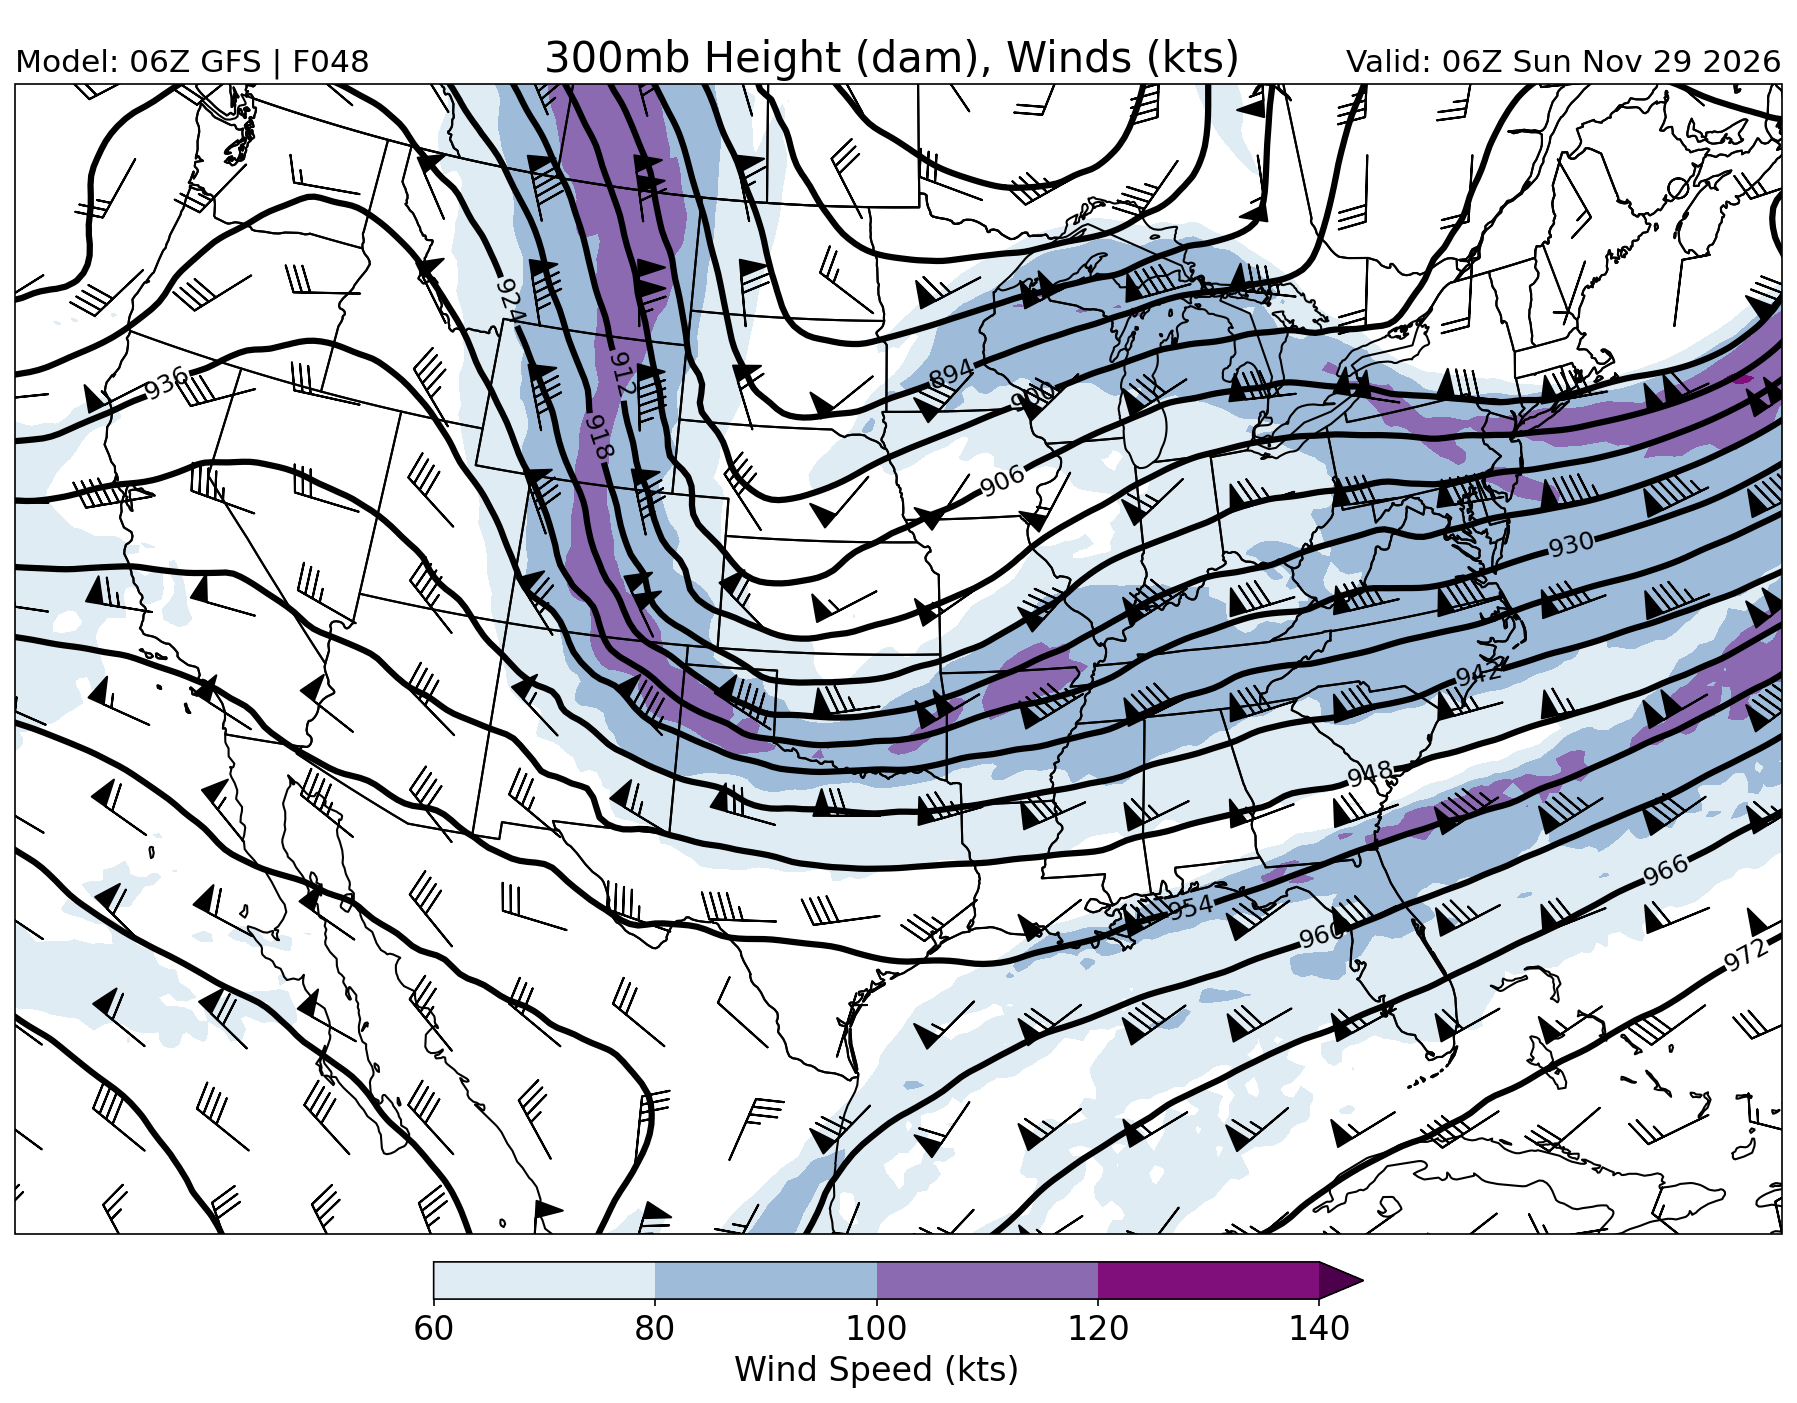 Model: 06Z GFS | F048
300mb Height (dam), Winds (kts)
Valid: 06Z Sun Nov 29 2026
924
936
912
894
900
918
906
930
942
948
966
954
960
972
60 80 100 120 140
Wind Speed (kts)